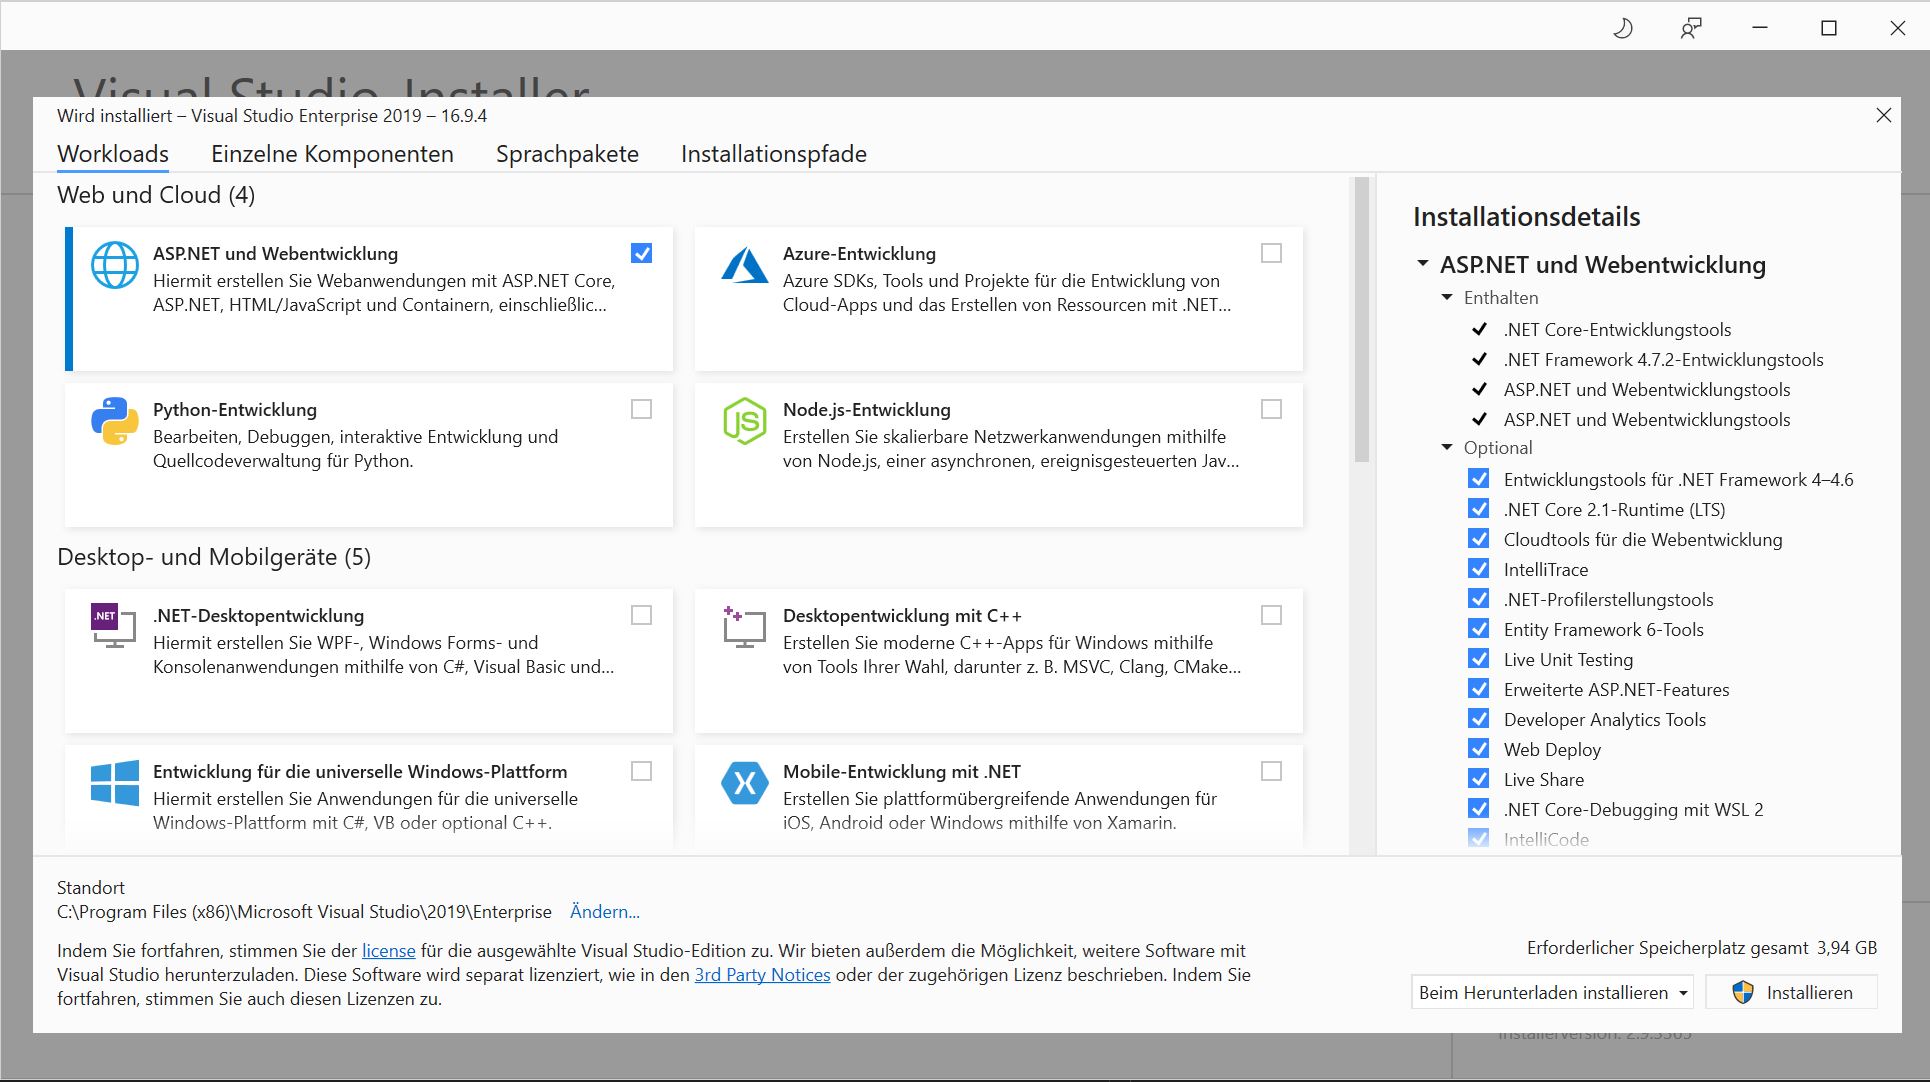 Visual Studio Installer
Wird installiert – Visual Studio Enterprise 2019 – 16.9.4
Workloads
Einzelne Komponenten
Sprachpakete
Installationspfade
Web und Cloud (4)
ASP.NET und Webentwicklung
Hiermit erstellen Sie Webanwendungen mit ASP.NET Core,
ASP.NET, HTML/JavaScript und Containern, einschließlic...
Azure-Entwicklung
Azure SDKs, Tools und Projekte für die Entwicklung von
Cloud-Apps und das Erstellen von Ressourcen mit .NET...
Python-Entwicklung
Bearbeiten, Debuggen, interaktive Entwicklung und
Quellcodeverwaltung für Python.
JS
Node.js-Entwicklung
Erstellen Sie skalierbare Netzwerkanwendungen mithilfe
von Node.js, einer asynchronen, ereignisgesteuerten Jav...
Desktop- und Mobilgeräte (5)
.NET
.NET-Desktopentwicklung
Hiermit erstellen Sie WPF-, Windows Forms- und
Konsolenanwendungen mithilfe von C#, Visual Basic und...
Desktopentwicklung mit C++
Erstellen Sie moderne C++-Apps für Windows mithilfe
von Tools Ihrer Wahl, darunter z. B. MSVC, Clang, CMake...
Entwicklung für die universelle Windows-Plattform
Hiermit erstellen Sie Anwendungen für die universelle
Windows-Plattform mit C#, VB oder optional C++.
Mobile-Entwicklung mit .NET
Erstellen Sie plattformübergreifende Anwendungen für
iOS, Android oder Windows mithilfe von Xamarin.
Installationsdetails
ASP.NET und Webentwicklung
Enthalten
.NET Core-Entwicklungstools
.NET Framework 4.7.2-Entwicklungstools
ASP.NET und Webentwicklungstools
ASP.NET und Webentwicklungstools
Optional
Entwicklungstools für .NET Framework 4–4.6
.NET Core 2.1-Runtime (LTS)
Cloudtools für die Webentwicklung
IntelliTrace
.NET-Profilerstellungstools
Entity Framework 6-Tools
Live Unit Testing
Erweiterte ASP.NET-Features
Developer Analytics Tools
Web Deploy
Live Share
.NET Core-Debugging mit WSL 2
IntelliCode
Standort
C:\Program Files (x86)\Microsoft Visual Studio\2019\Enterprise Ändern...
Indem Sie fortfahren, stimmen Sie der license für die ausgewählte Visual Studio-Edition zu. Wir bieten außerdem die Möglichkeit, weitere Software mit
Visual Studio herunterzuladen. Diese Software wird separat lizenziert, wie in den 3rd Party Notices oder der zugehörigen Lizenz beschrieben. Indem Sie
fortfahren, stimmen Sie auch diesen Lizenzen zu.
Erforderlicher Speicherplatz gesamt 3,94 GB
Beim Herunterladen installieren
Installieren
Installerversion: